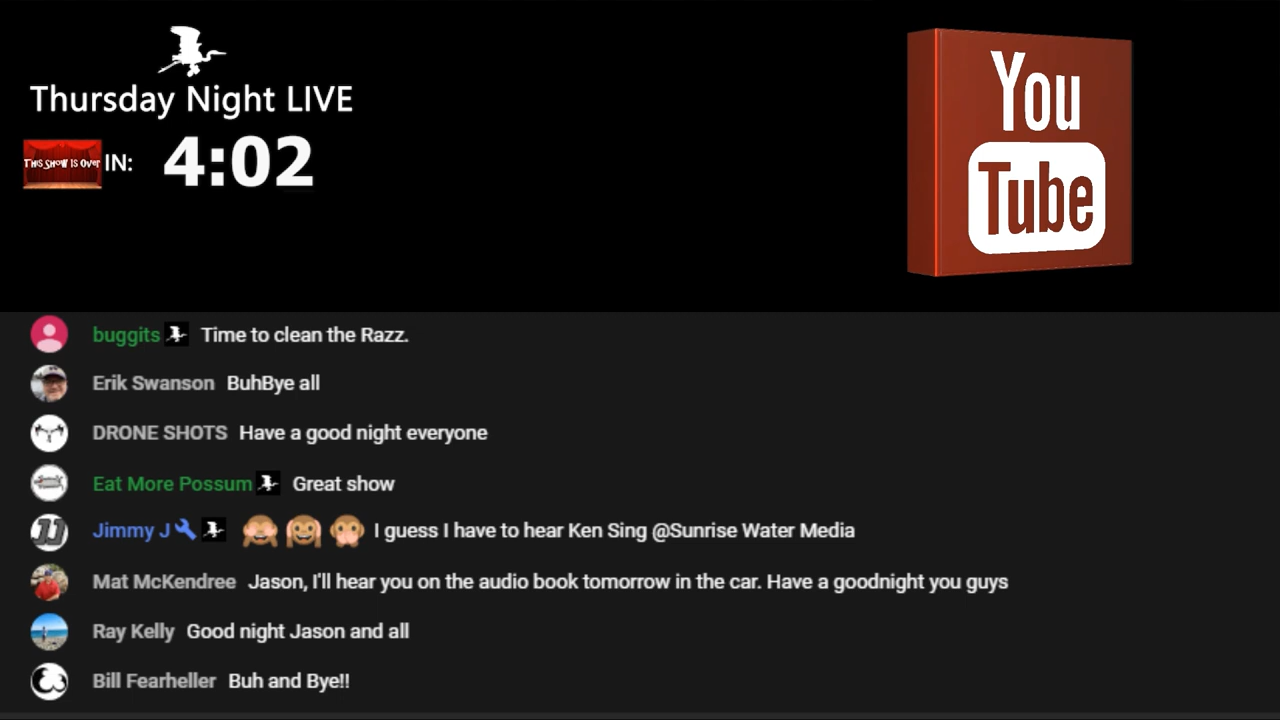 Thursday Night LIVE
THIS SHOW IS OVER IN: 4:02
You
Tube
buggits Time to clean the Razz.
Erik Swanson BuhBye all
DRONE SHOTS Have a good night everyone
Eat More Possum Great show
Jimmy J 🙈 🙉 🙊 I guess I have to hear Ken Sing @Sunrise Water Media
Mat McKendree Jason, I'll hear you on the audio book tomorrow in the car. Have a goodnight you guys
Ray Kelly Good night Jason and all
Bill Fearheller Buh and Bye!!